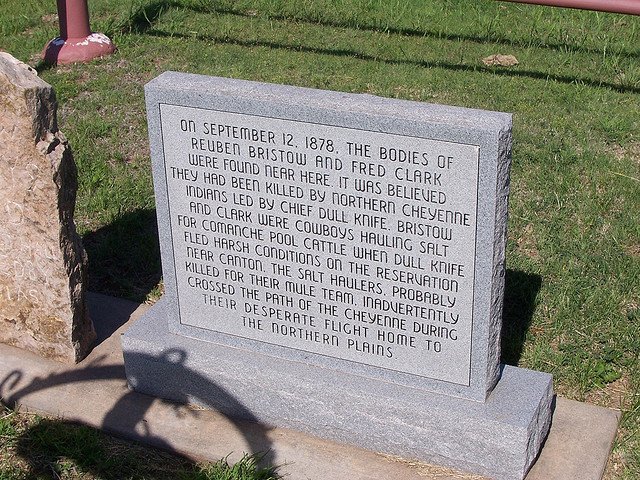 ON SEPTEMBER 12, 1878, THE BODIES OF
REUBEN BRISTOW AND FRED CLARK
WERE FOUND NEAR HERE. IT WAS BELIEVED
THEY HAD BEEN KILLED BY NORTHERN CHEYENNE
INDIANS LED BY CHIEF DULL KNIFE. BRISTOW
AND CLARK WERE COWBOYS HAULING SALT
FOR COMANCHE POOL CATTLE WHEN DULL KNIFE
FLED HARSH CONDITIONS ON THE RESERVATION
NEAR CANTON. THE SALT HAULERS, PROBABLY
KILLED FOR THEIR MULE TEAM, INADVERTENTLY
CROSSED THE PATH OF THE CHEYENNE DURING
THEIR DESPERATE FLIGHT HOME TO
THE NORTHERN PLAINS